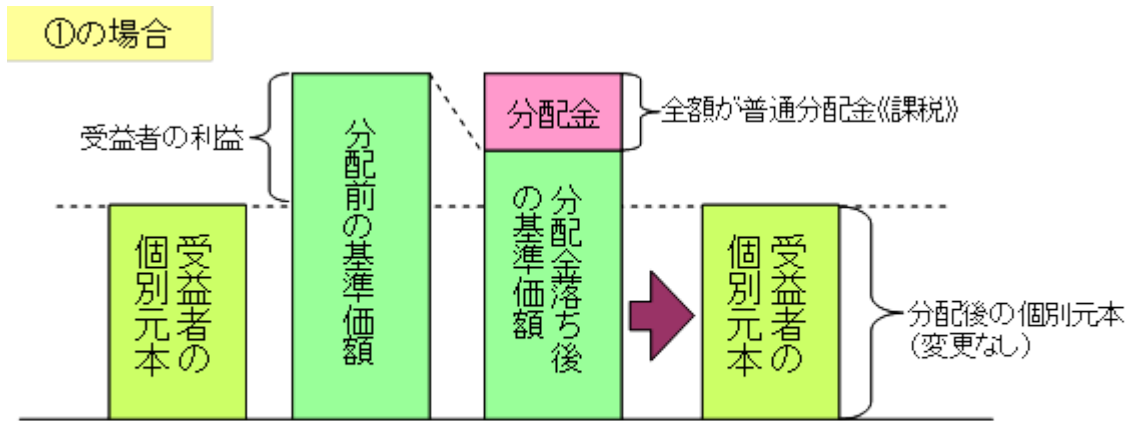 ①の場合
受益者の利益
分配前の基準価額
分配金
全額が普通分配金《課税》
分配金落ち後
の基準価額
受益者の
個別元本
受益者の
個別元本
分配後の個別元本
（変更なし）